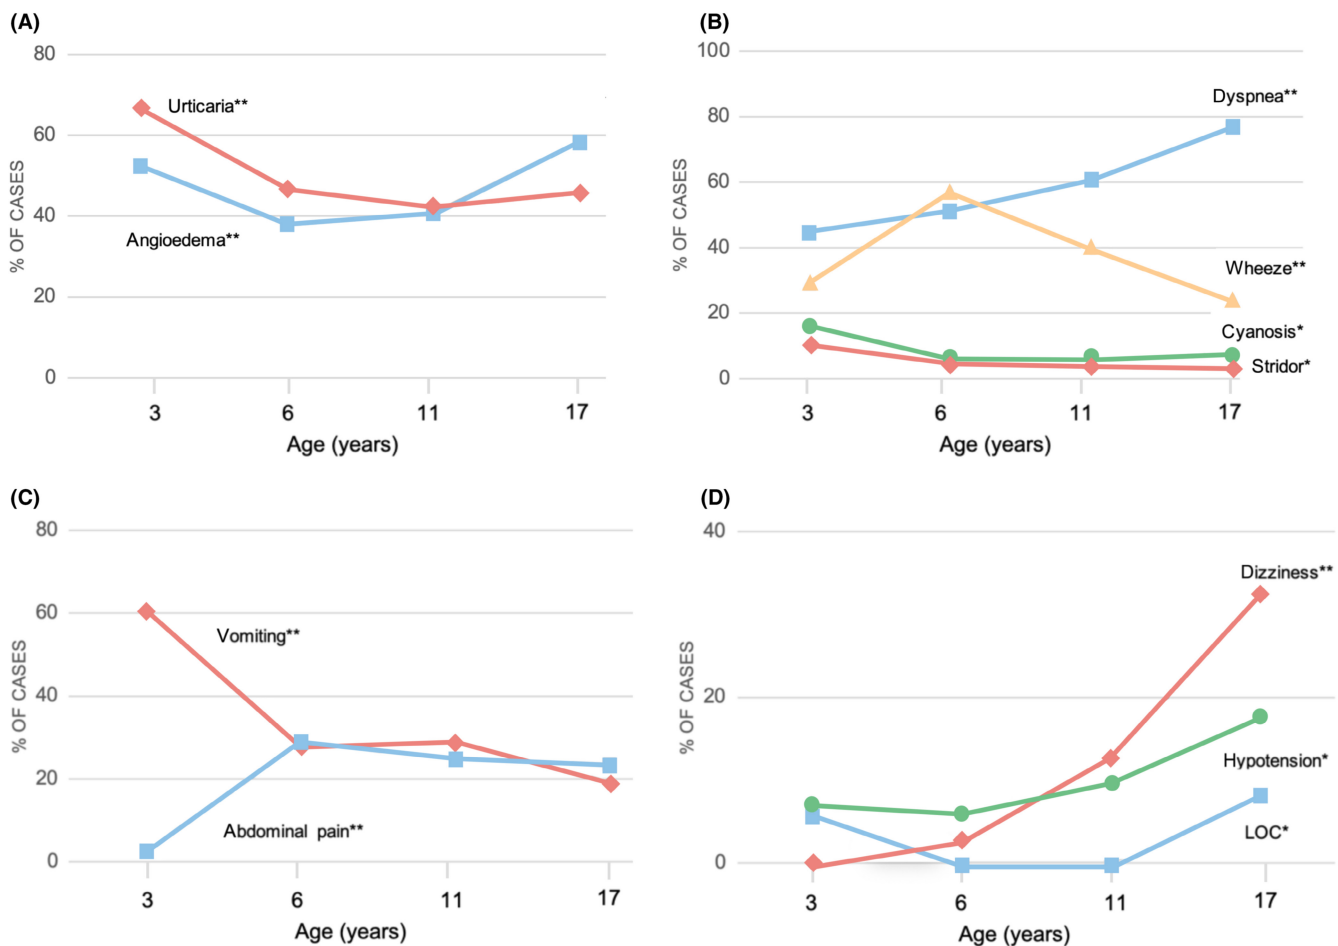 (A)
80
60
40
20
0
% OF CASES
Urticaria**
Angioedema**
3 6 11 17
Age (years)
(B)
100
80
60
40
20
0
% OF CASES
Dyspnea**
Wheeze**
Cyanosis*
Stridor*
3 6 11 17
Age (years)
(C)
80
60
40
20
0
% OF CASES
Vomiting**
Abdominal pain**
3 6 11 17
Age (years)
(D)
40
20
0
% OF CASES
Dizziness**
Hypotension*
LOC*
3 6 11 17
Age (years)